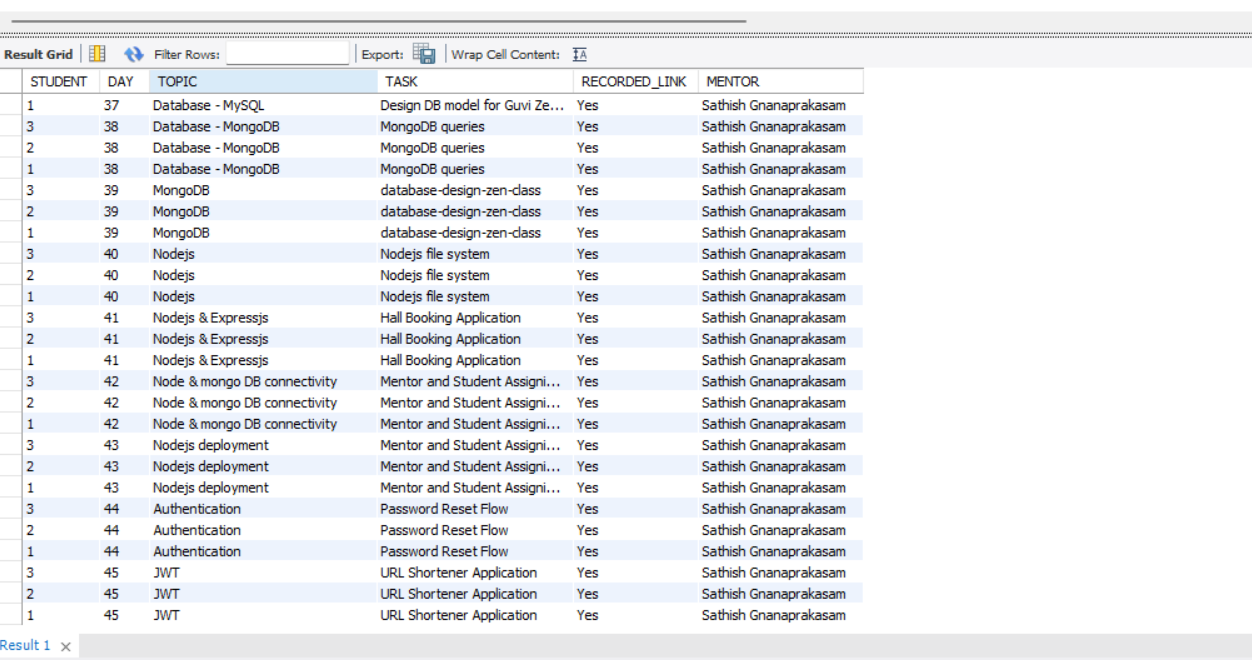 Result Grid Filter Rows: Export: Wrap Cell Content: IA
STUDENT DAY TOPIC TASK RECORDED_LINK MENTOR
1 37 Database - MySQL Design DB model for Guvi Ze... Yes Sathish Gnanaprakasam
3 38 Database - MongoDB MongoDB queries Yes Sathish Gnanaprakasam
2 38 Database - MongoDB MongoDB queries Yes Sathish Gnanaprakasam
1 38 Database - MongoDB MongoDB queries Yes Sathish Gnanaprakasam
3 39 MongoDB database-design-zen-class Yes Sathish Gnanaprakasam
2 39 MongoDB database-design-zen-class Yes Sathish Gnanaprakasam
1 39 MongoDB database-design-zen-class Yes Sathish Gnanaprakasam
3 40 Nodejs Nodejs file system Yes Sathish Gnanaprakasam
2 40 Nodejs Nodejs file system Yes Sathish Gnanaprakasam
1 40 Nodejs Nodejs file system Yes Sathish Gnanaprakasam
3 41 Nodejs & Expressjs Hall Booking Application Yes Sathish Gnanaprakasam
2 41 Nodejs & Expressjs Hall Booking Application Yes Sathish Gnanaprakasam
1 41 Nodejs & Expressjs Hall Booking Application Yes Sathish Gnanaprakasam
3 42 Node & mongo DB connectivity Mentor and Student Assigni... Yes Sathish Gnanaprakasam
2 42 Node & mongo DB connectivity Mentor and Student Assigni... Yes Sathish Gnanaprakasam
1 42 Node & mongo DB connectivity Mentor and Student Assigni... Yes Sathish Gnanaprakasam
3 43 Nodejs deployment Mentor and Student Assigni... Yes Sathish Gnanaprakasam
2 43 Nodejs deployment Mentor and Student Assigni... Yes Sathish Gnanaprakasam
1 43 Nodejs deployment Mentor and Student Assigni... Yes Sathish Gnanaprakasam
3 44 Authentication Password Reset Flow Yes Sathish Gnanaprakasam
2 44 Authentication Password Reset Flow Yes Sathish Gnanaprakasam
1 44 Authentication Password Reset Flow Yes Sathish Gnanaprakasam
3 45 JWT URL Shortener Application Yes Sathish Gnanaprakasam
2 45 JWT URL Shortener Application Yes Sathish Gnanaprakasam
1 45 JWT URL Shortener Application Yes Sathish Gnanaprakasam
Result 1